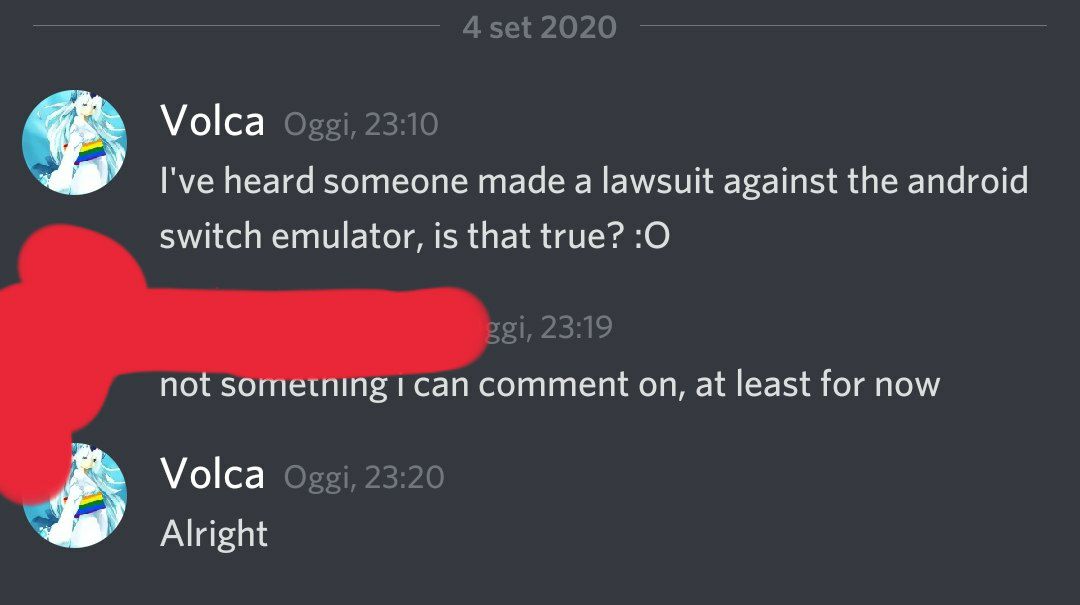 4 set 2020
Volca Oggi, 23:10
I've heard someone made a lawsuit against the android
switch emulator, is that true? :O
ggi, 23:19
not something i can comment on, at least for now
Volca Oggi, 23:20
Alright